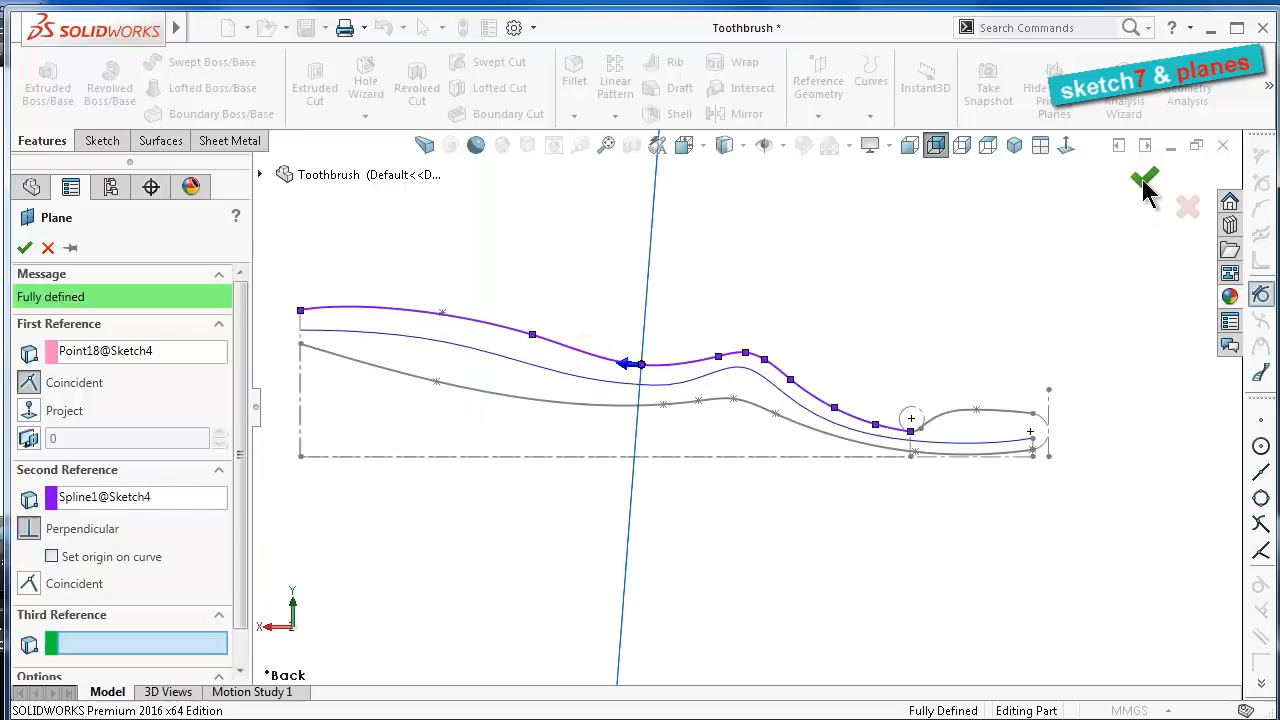 SOLIDWORKS
Toothbrush *
Search Commands
sketch7 & planes
Extruded Boss/Base
Revolved Boss/Base
Swept Boss/Base
Lofted Boss/Base
Boundary Boss/Base
Extruded Cut
Hole Wizard
Revolved Cut
Swept Cut
Lofted Cut
Boundary Cut
Fillet
Linear Pattern
Rib
Draft
Shell
Wrap
Intersect
Mirror
Reference Geometry
Curves
Instant3D
Take Snapshot
Planes
Analysis Wizard
Analysis
Features
Sketch
Surfaces
Sheet Metal
Toothbrush (Default<<D...
Plane
?
Message
Fully defined
First Reference
Point18@Sketch4
Coincident
Project
0
Second Reference
Spline1@Sketch4
Perpendicular
Set origin on curve
Coincident
Third Reference
Options
Y
X
Z
*Back
Model
3D Views
Motion Study 1
SOLIDWORKS Premium 2016 x64 Edition
Fully Defined
Editing Part
MMGS